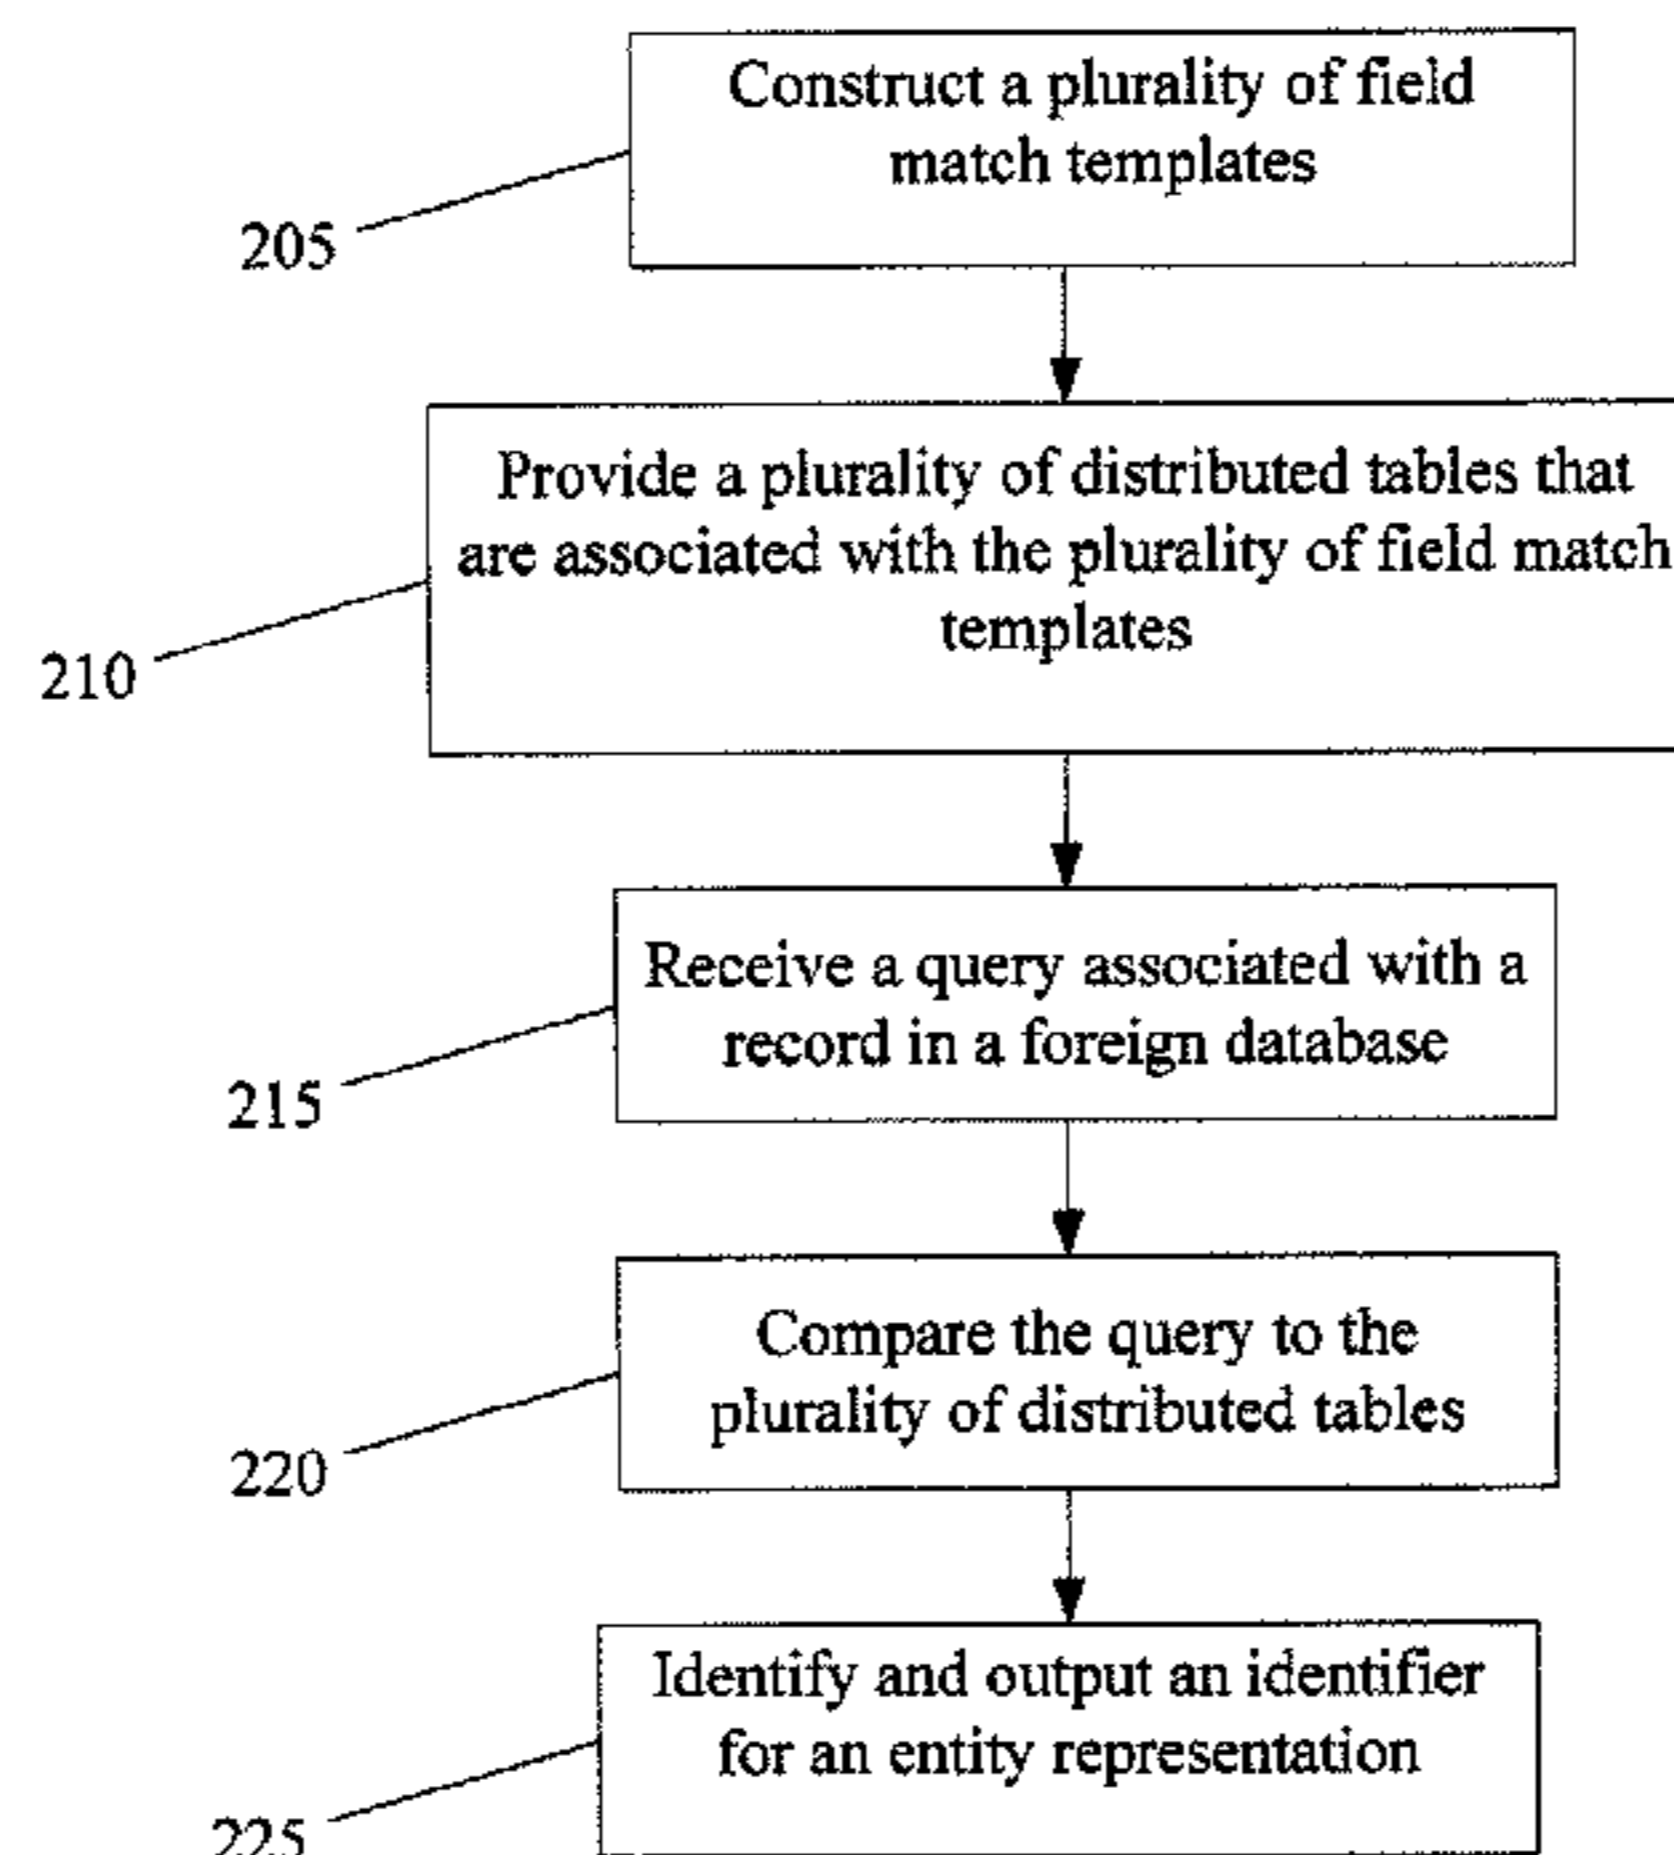 Construct a plurality of field
match templates
205
Provide a plurality of distributed tables that
are associated with the plurality of field match
templates
210
Receive a query associated with a
record in a foreign database
215
Compare the query to the
plurality of distributed tables
220
Identify and output an identifier
for an entity representation
225